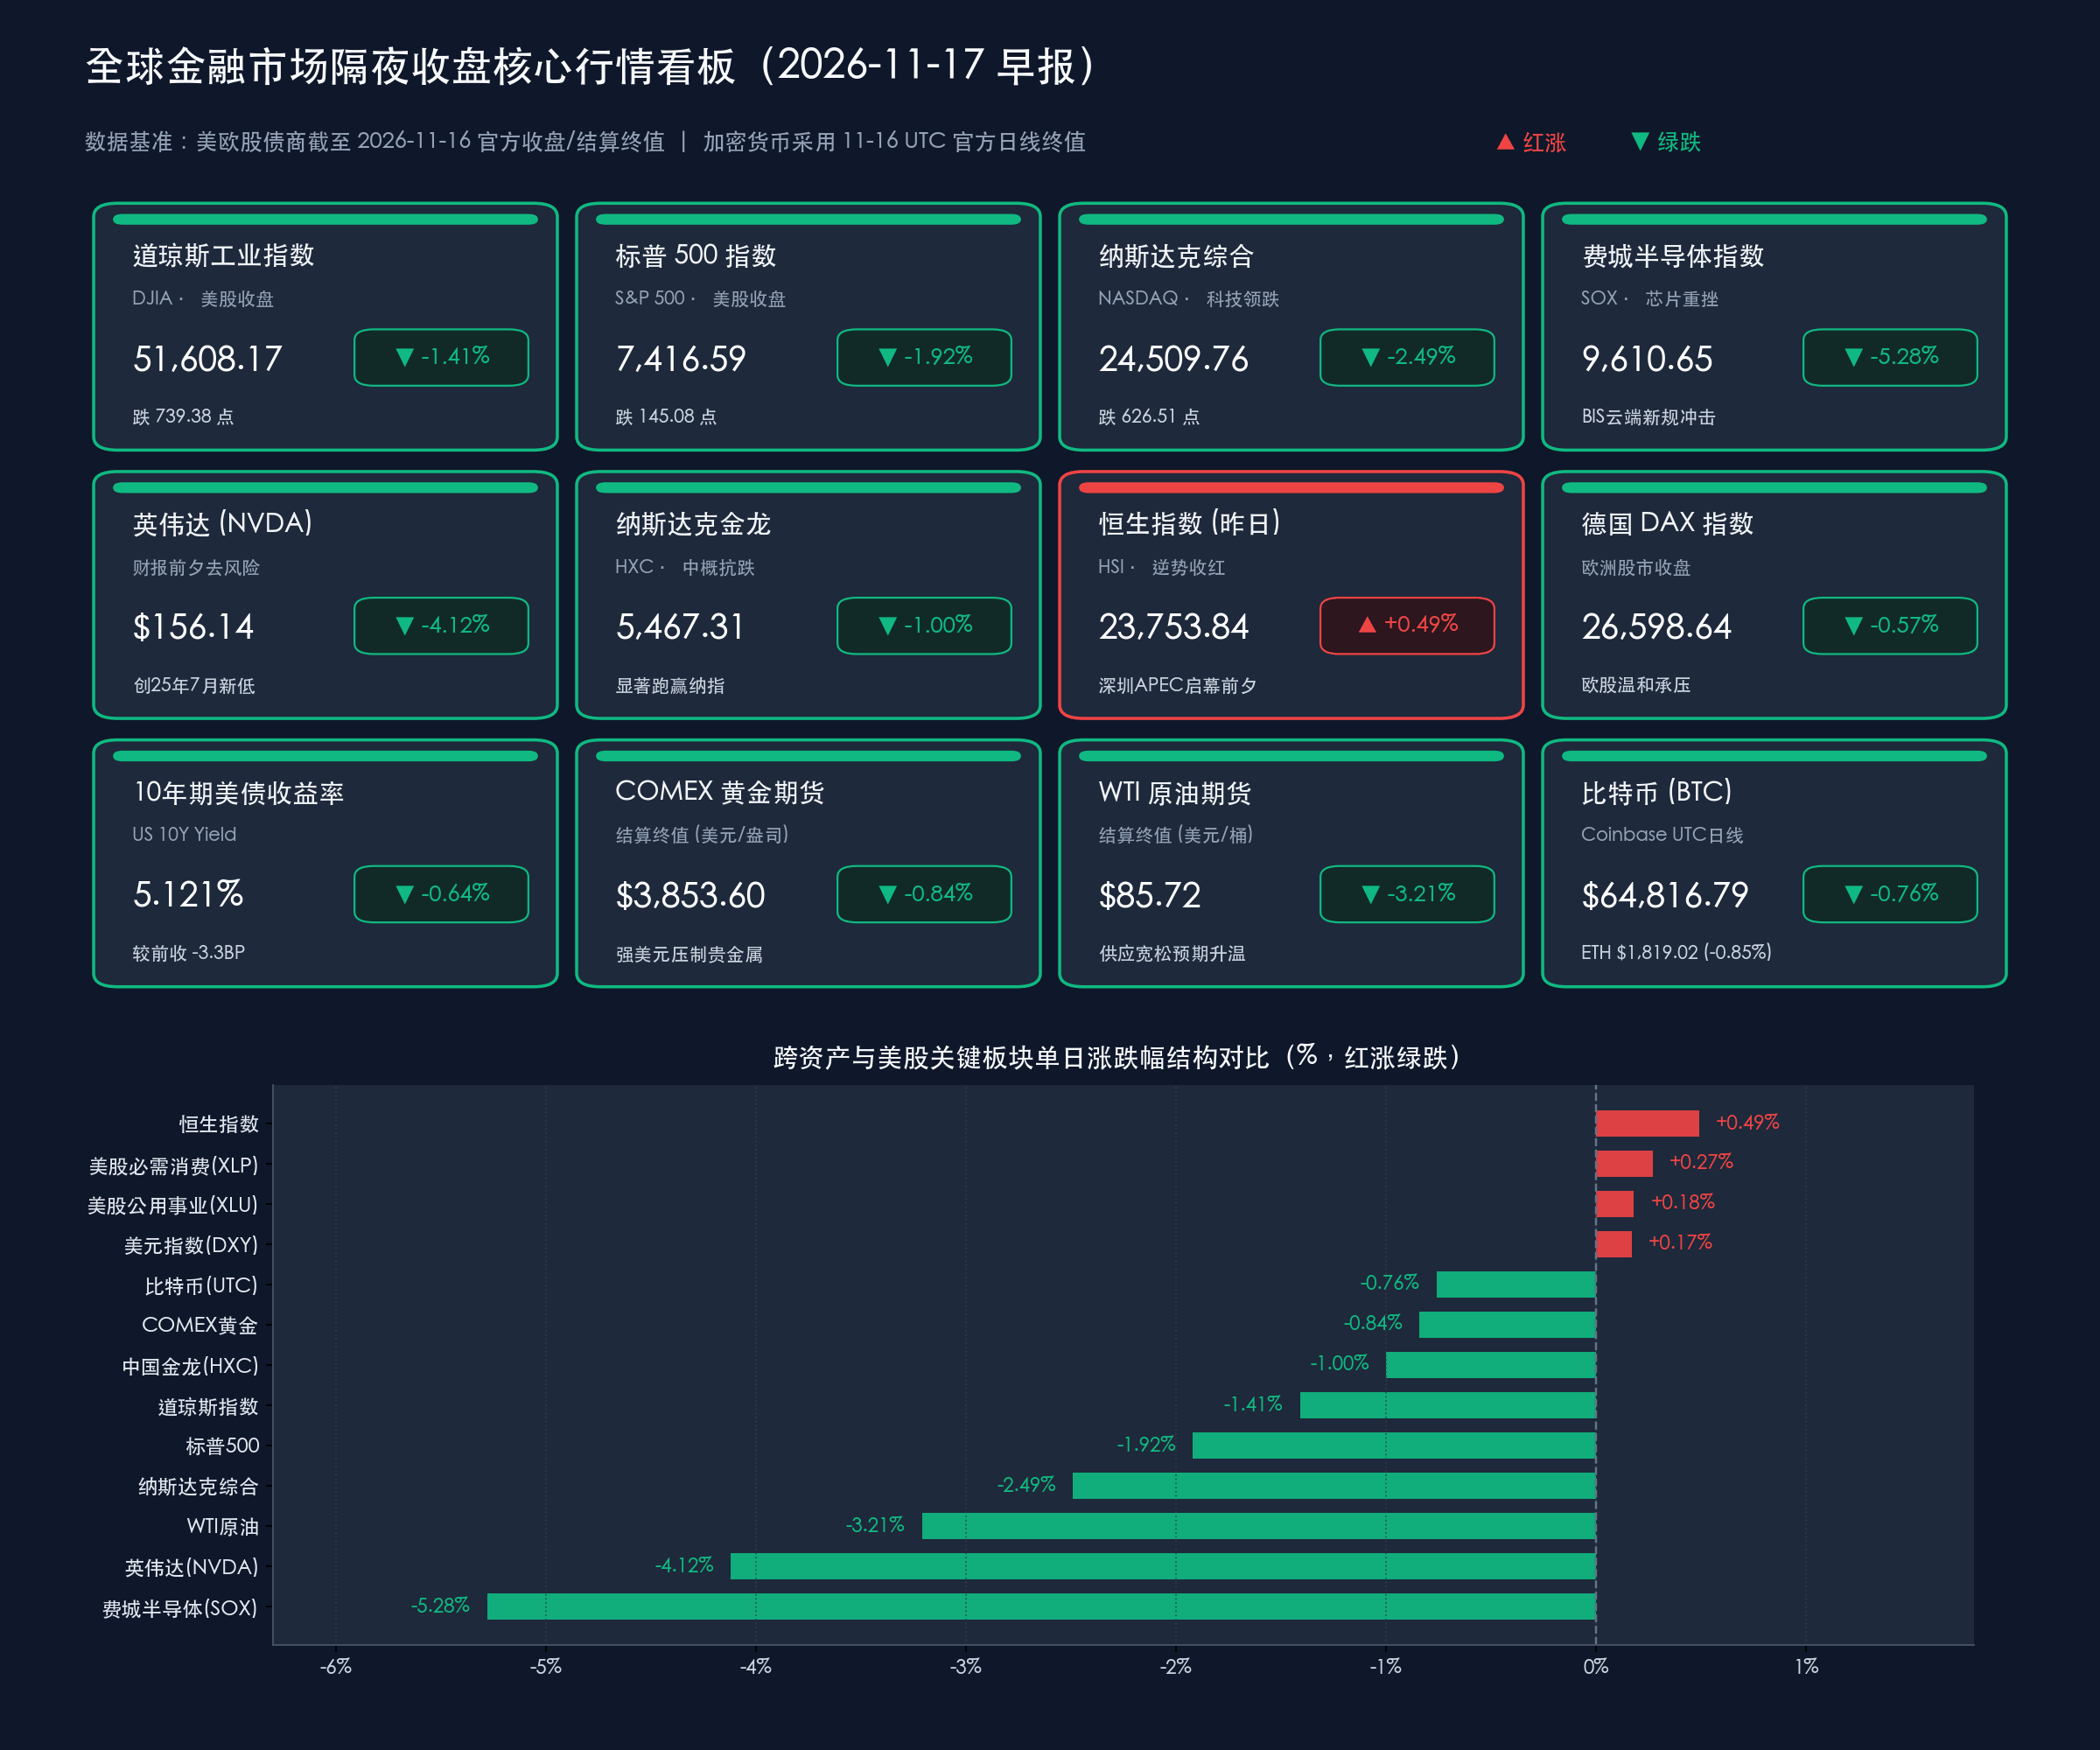 全球金融市场隔夜收盘核心行情看板（2026-11-17 早报）
数据基准：美欧股债商截至 2026-11-16 官方收盘/结算终值 | 加密货币采用 11-16 UTC 官方日线终值
▲ 红涨
▼ 绿跌
道琼斯工业指数
DJIA · 美股收盘
51,608.17
▼ -1.41%
跌 739.38 点
标普 500 指数
S&P 500 · 美股收盘
7,416.59
▼ -1.92%
跌 145.08 点
纳斯达克综合
NASDAQ · 科技领跌
24,509.76
▼ -2.49%
跌 626.51 点
费城半导体指数
SOX · 芯片重挫
9,610.65
▼ -5.28%
BIS云端新规冲击
英伟达 (NVDA)
财报前夕去风险
$156.14
▼ -4.12%
创25年7月新低
纳斯达克金龙
HXC · 中概抗跌
5,467.31
▼ -1.00%
显著跑赢纳指
恒生指数 (昨日)
HSI · 逆势收红
23,753.84
▲ +0.49%
深圳APEC启幕前夕
德国 DAX 指数
欧洲股市收盘
26,598.64
▼ -0.57%
欧股温和承压
10年期美债收益率
US 10Y Yield
5.121%
▼ -0.64%
较前收 -3.3BP
COMEX 黄金期货
结算终值 (美元/盎司)
$3,853.60
▼ -0.84%
强美元压制贵金属
WTI 原油期货
结算终值 (美元/桶)
$85.72
▼ -3.21%
供应宽松预期升温
比特币 (BTC)
Coinbase UTC日线
$64,816.79
▼ -0.76%
ETH $1,819.02 (-0.85%)
跨资产与美股关键板块单日涨跌幅结构对比（%，红涨绿跌）
恒生指数 +0.49%
美股必需消费(XLP) +0.27%
美股公用事业(XLU) +0.18%
美元指数(DXY) +0.17%
比特币(UTC) -0.76%
COMEX黄金 -0.84%
中国金龙(HXC) -1.00%
道琼斯指数 -1.41%
标普500 -1.92%
纳斯达克综合 -2.49%
WTI原油 -3.21%
英伟达(NVDA) -4.12%
费城半导体(SOX) -5.28%
-6% -5% -4% -3% -2% -1% 0% 1%